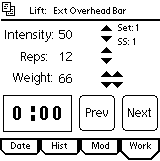 Lift: Ext Overhead Bar
Intensity: 50
Set: 1
SS: 1
Reps: 12
Weight: 66
0:00
Prev
Next
Date
Hist
Mod
Work